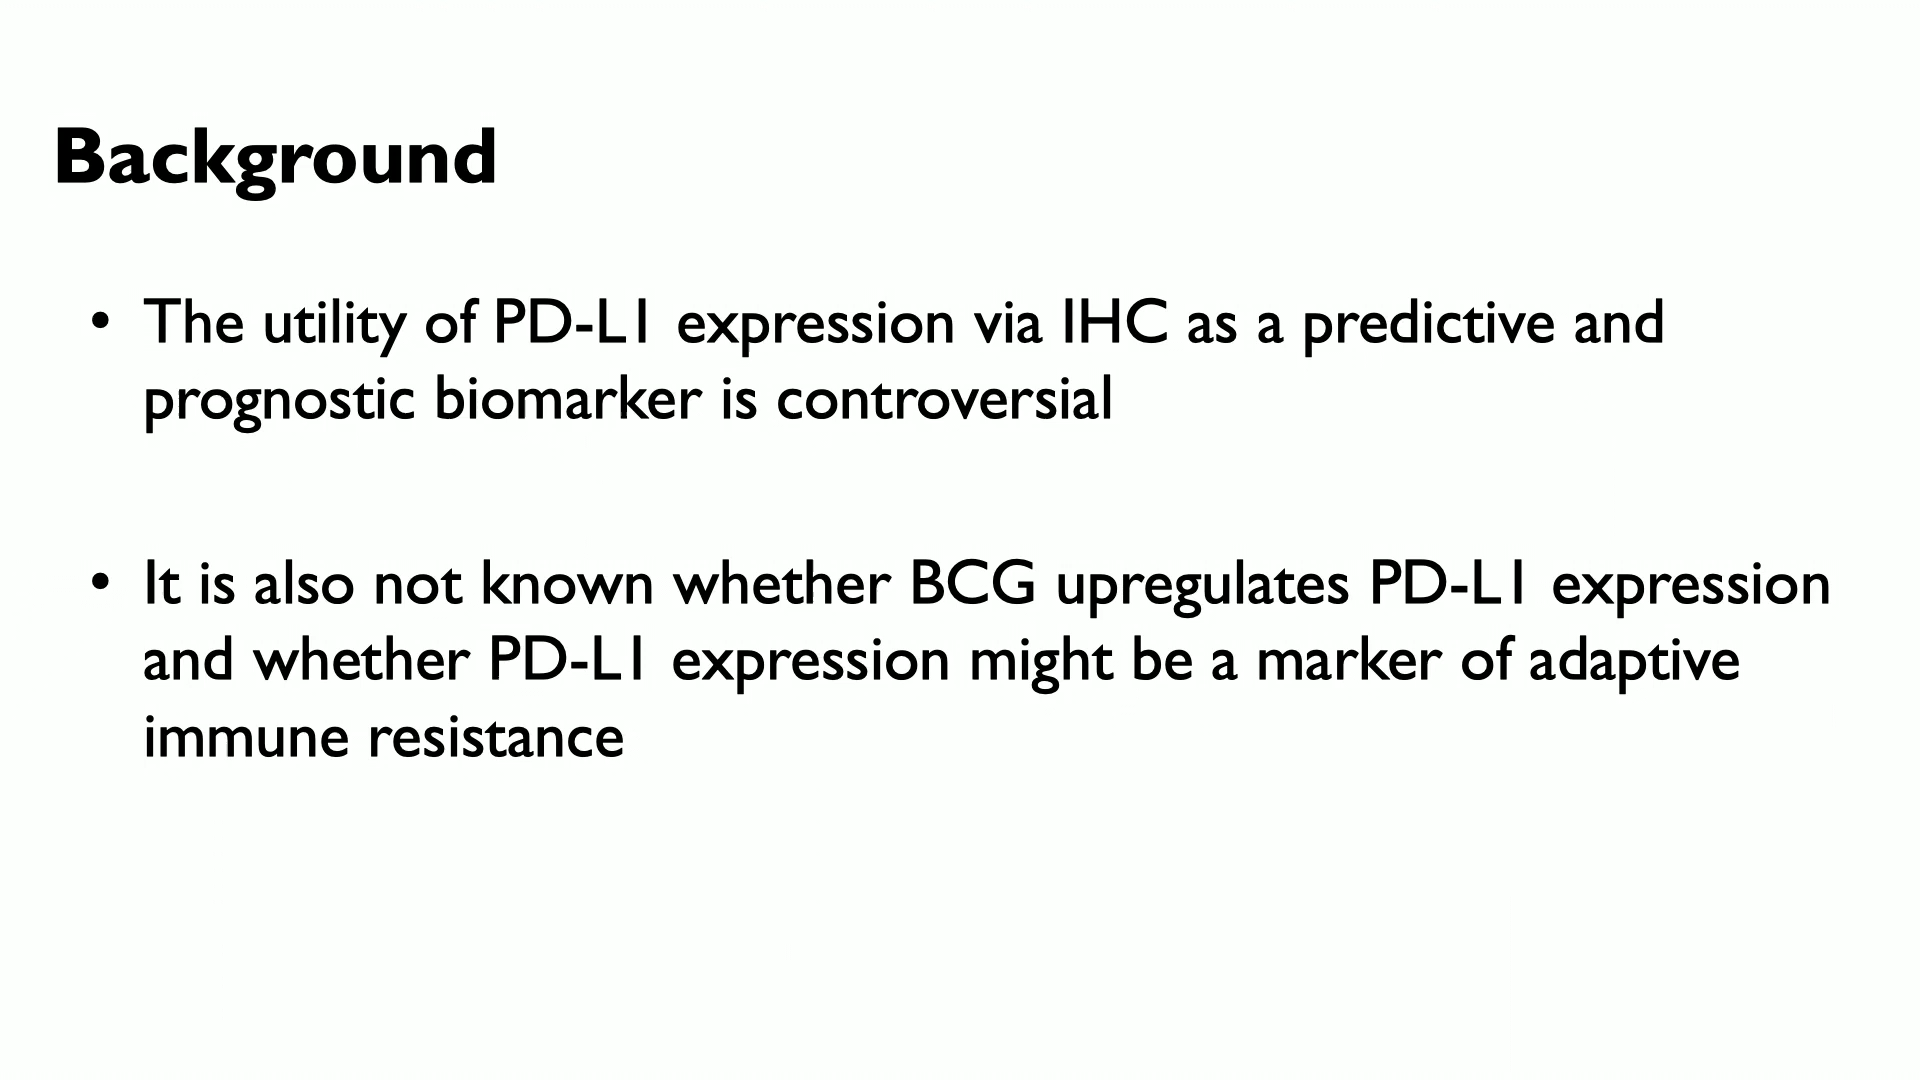 Background
• The utility of PD-L1 expression via IHC as a predictive and
prognostic biomarker is controversial
• It is also not known whether BCG upregulates PD-L1 expression
and whether PD-L1 expression might be a marker of adaptive
immune resistance